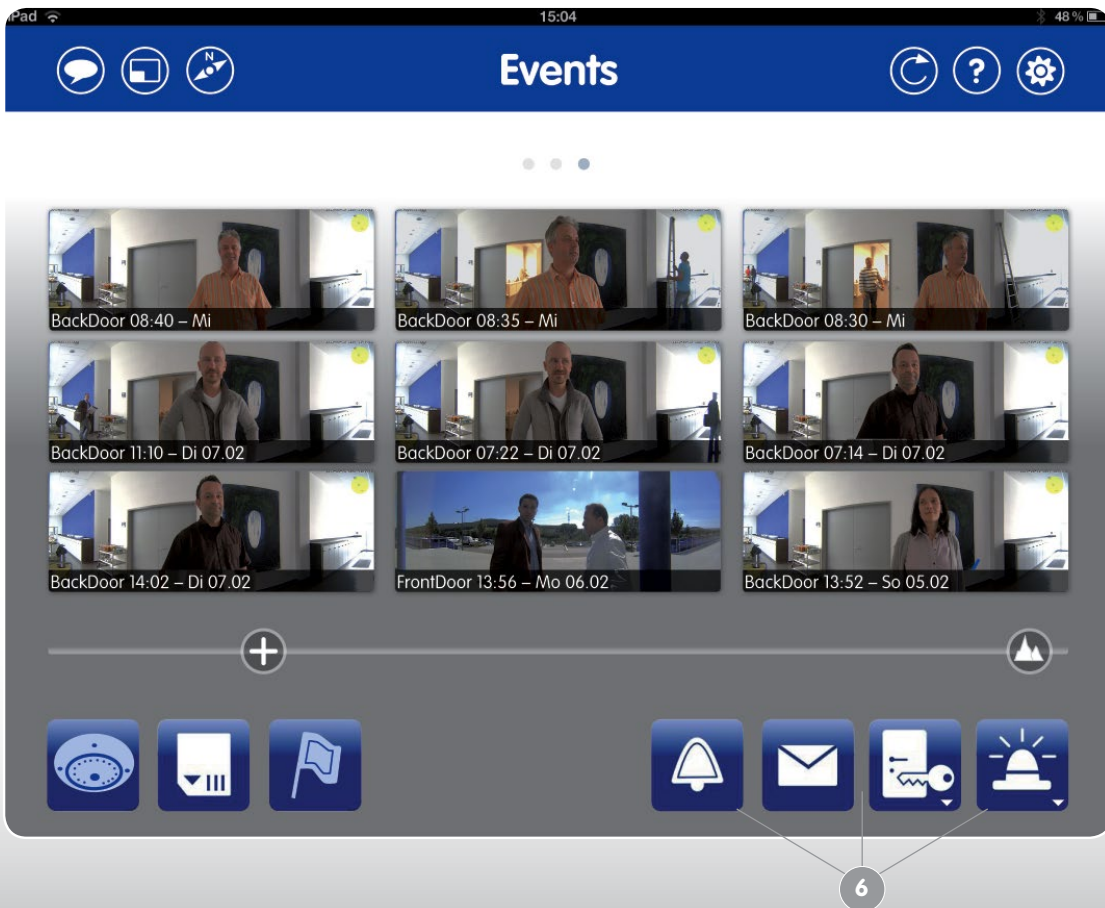 iPad 15:04 48 %
N
Events
?
BackDoor 08:40 – Mi
BackDoor 08:35 – Mi
BackDoor 08:30 – Mi
BackDoor 11:10 – Di 07.02
BackDoor 07:22 – Di 07.02
BackDoor 07:14 – Di 07.02
BackDoor 14:02 – Di 07.02
FrontDoor 13:56 – Mo 06.02
BackDoor 13:52 – So 05.02
6